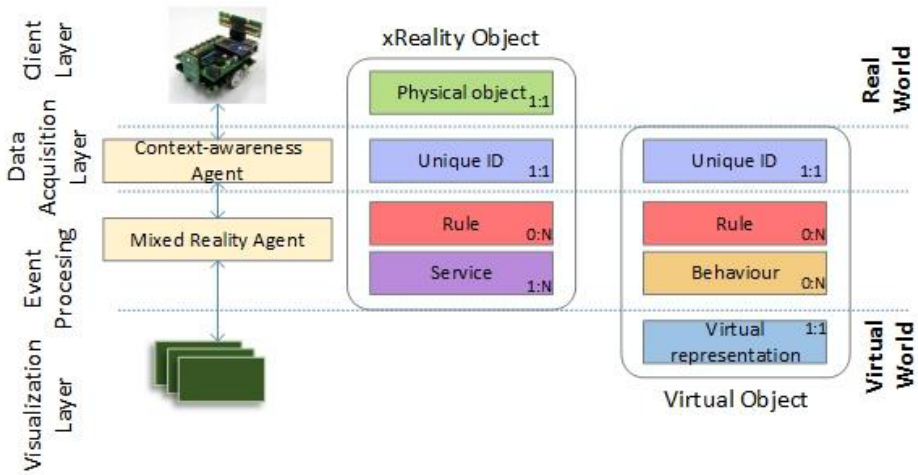 Client
Layer
Data
Acquisition
Layer
Event
Procesing
Visualization
Layer
Context-awareness
Agent
Mixed Reality Agent
xReality Object
Physical object
1:1
Unique ID
1:1
Rule
0:N
Service
1:N
Unique ID
1:1
Rule
0:N
Behaviour
0:N
Virtual
representation
1:1
Virtual Object
Real
World
Virtual
World